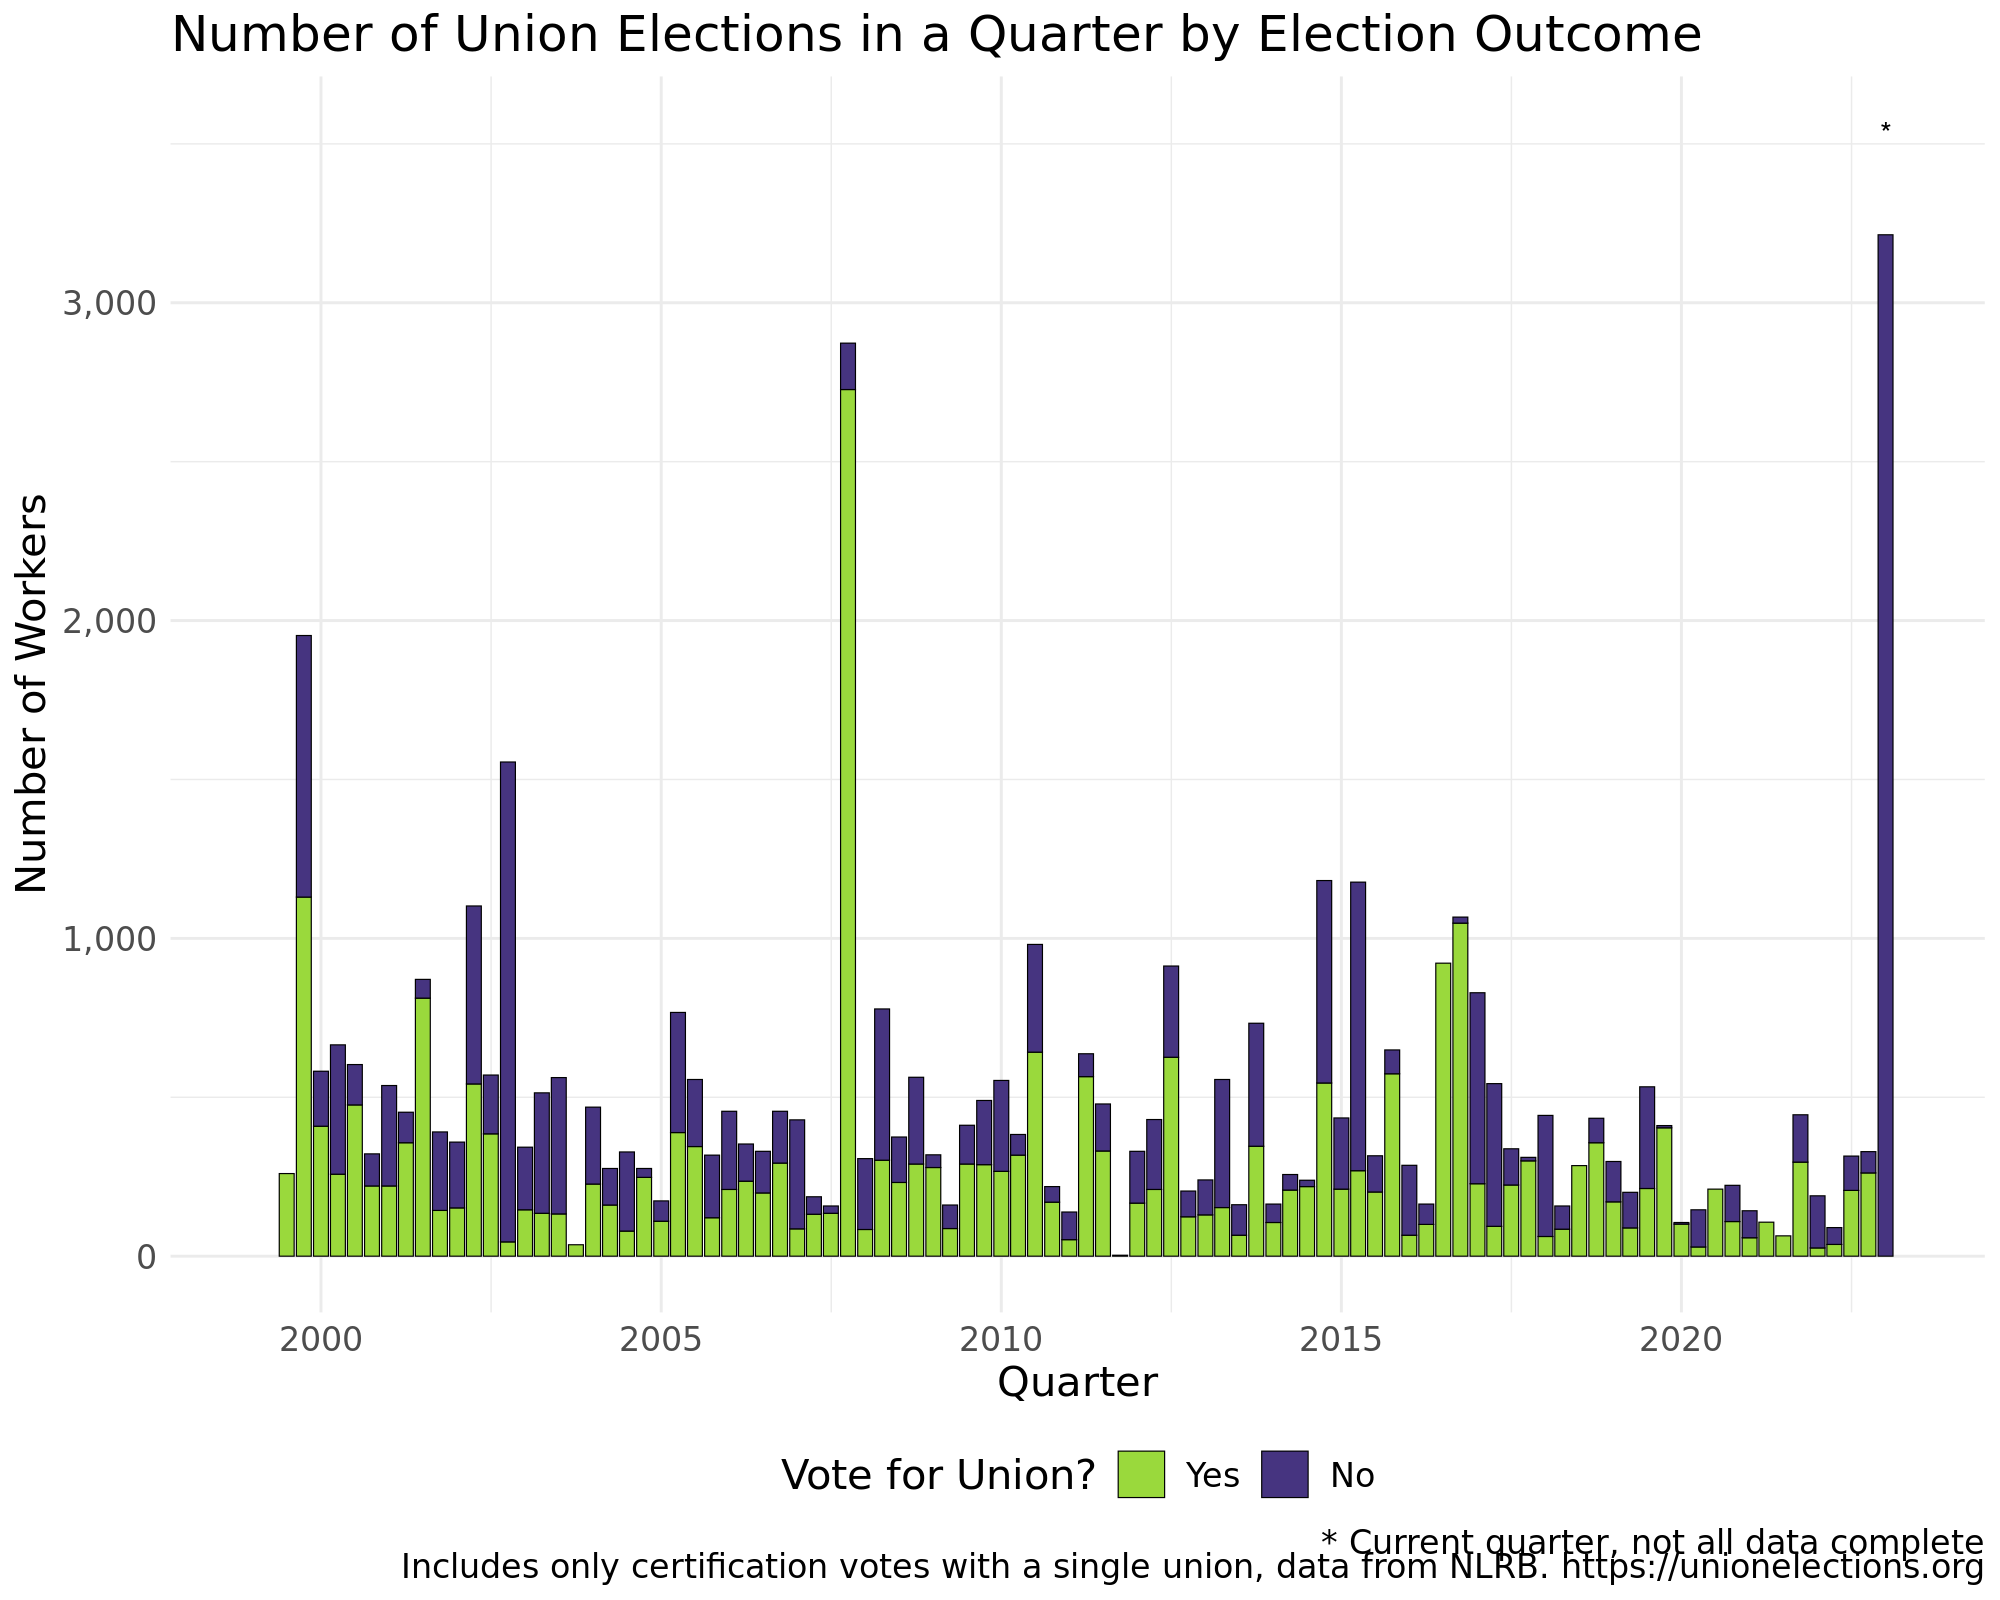 Number of Union Elections in a Quarter by Election Outcome
*
3,000
2,000
1,000
0
Number of Workers
2000 2005 2010 2015 2020
Quarter
Vote for Union? Yes No
* Current quarter, not all data complete
Includes only certification votes with a single union, data from NLRB. https://unionelections.org